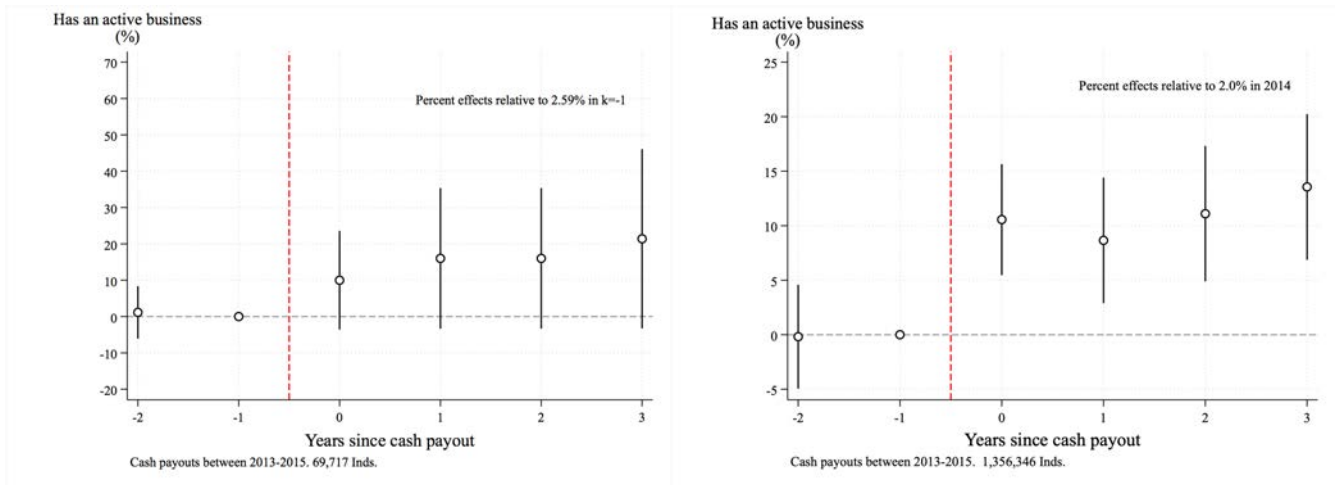 Has an active business
(%)
70
60
50
40
30
20
10
0
-10
-20
Percent effects relative to 2.59% in k=-1
-2 -1 0 1 2 3
Years since cash payout
Cash payouts between 2013-2015. 69,717 Inds.
Has an active business
(%)
25
20
15
10
5
0
-5
Percent effects relative to 2.0% in 2014
-2 -1 0 1 2 3
Years since cash payout
Cash payouts between 2013-2015. 1,356,346 Inds.